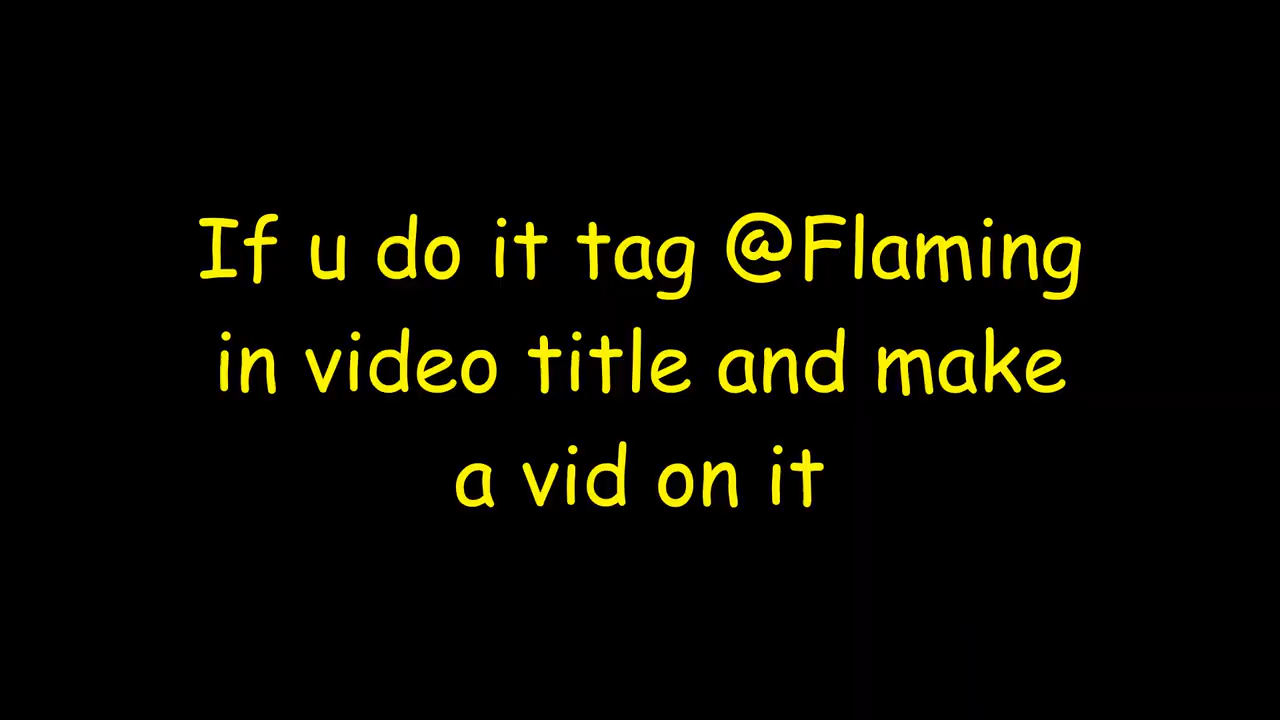 If u do it tag @Flaming
in video title and make
a vid on it